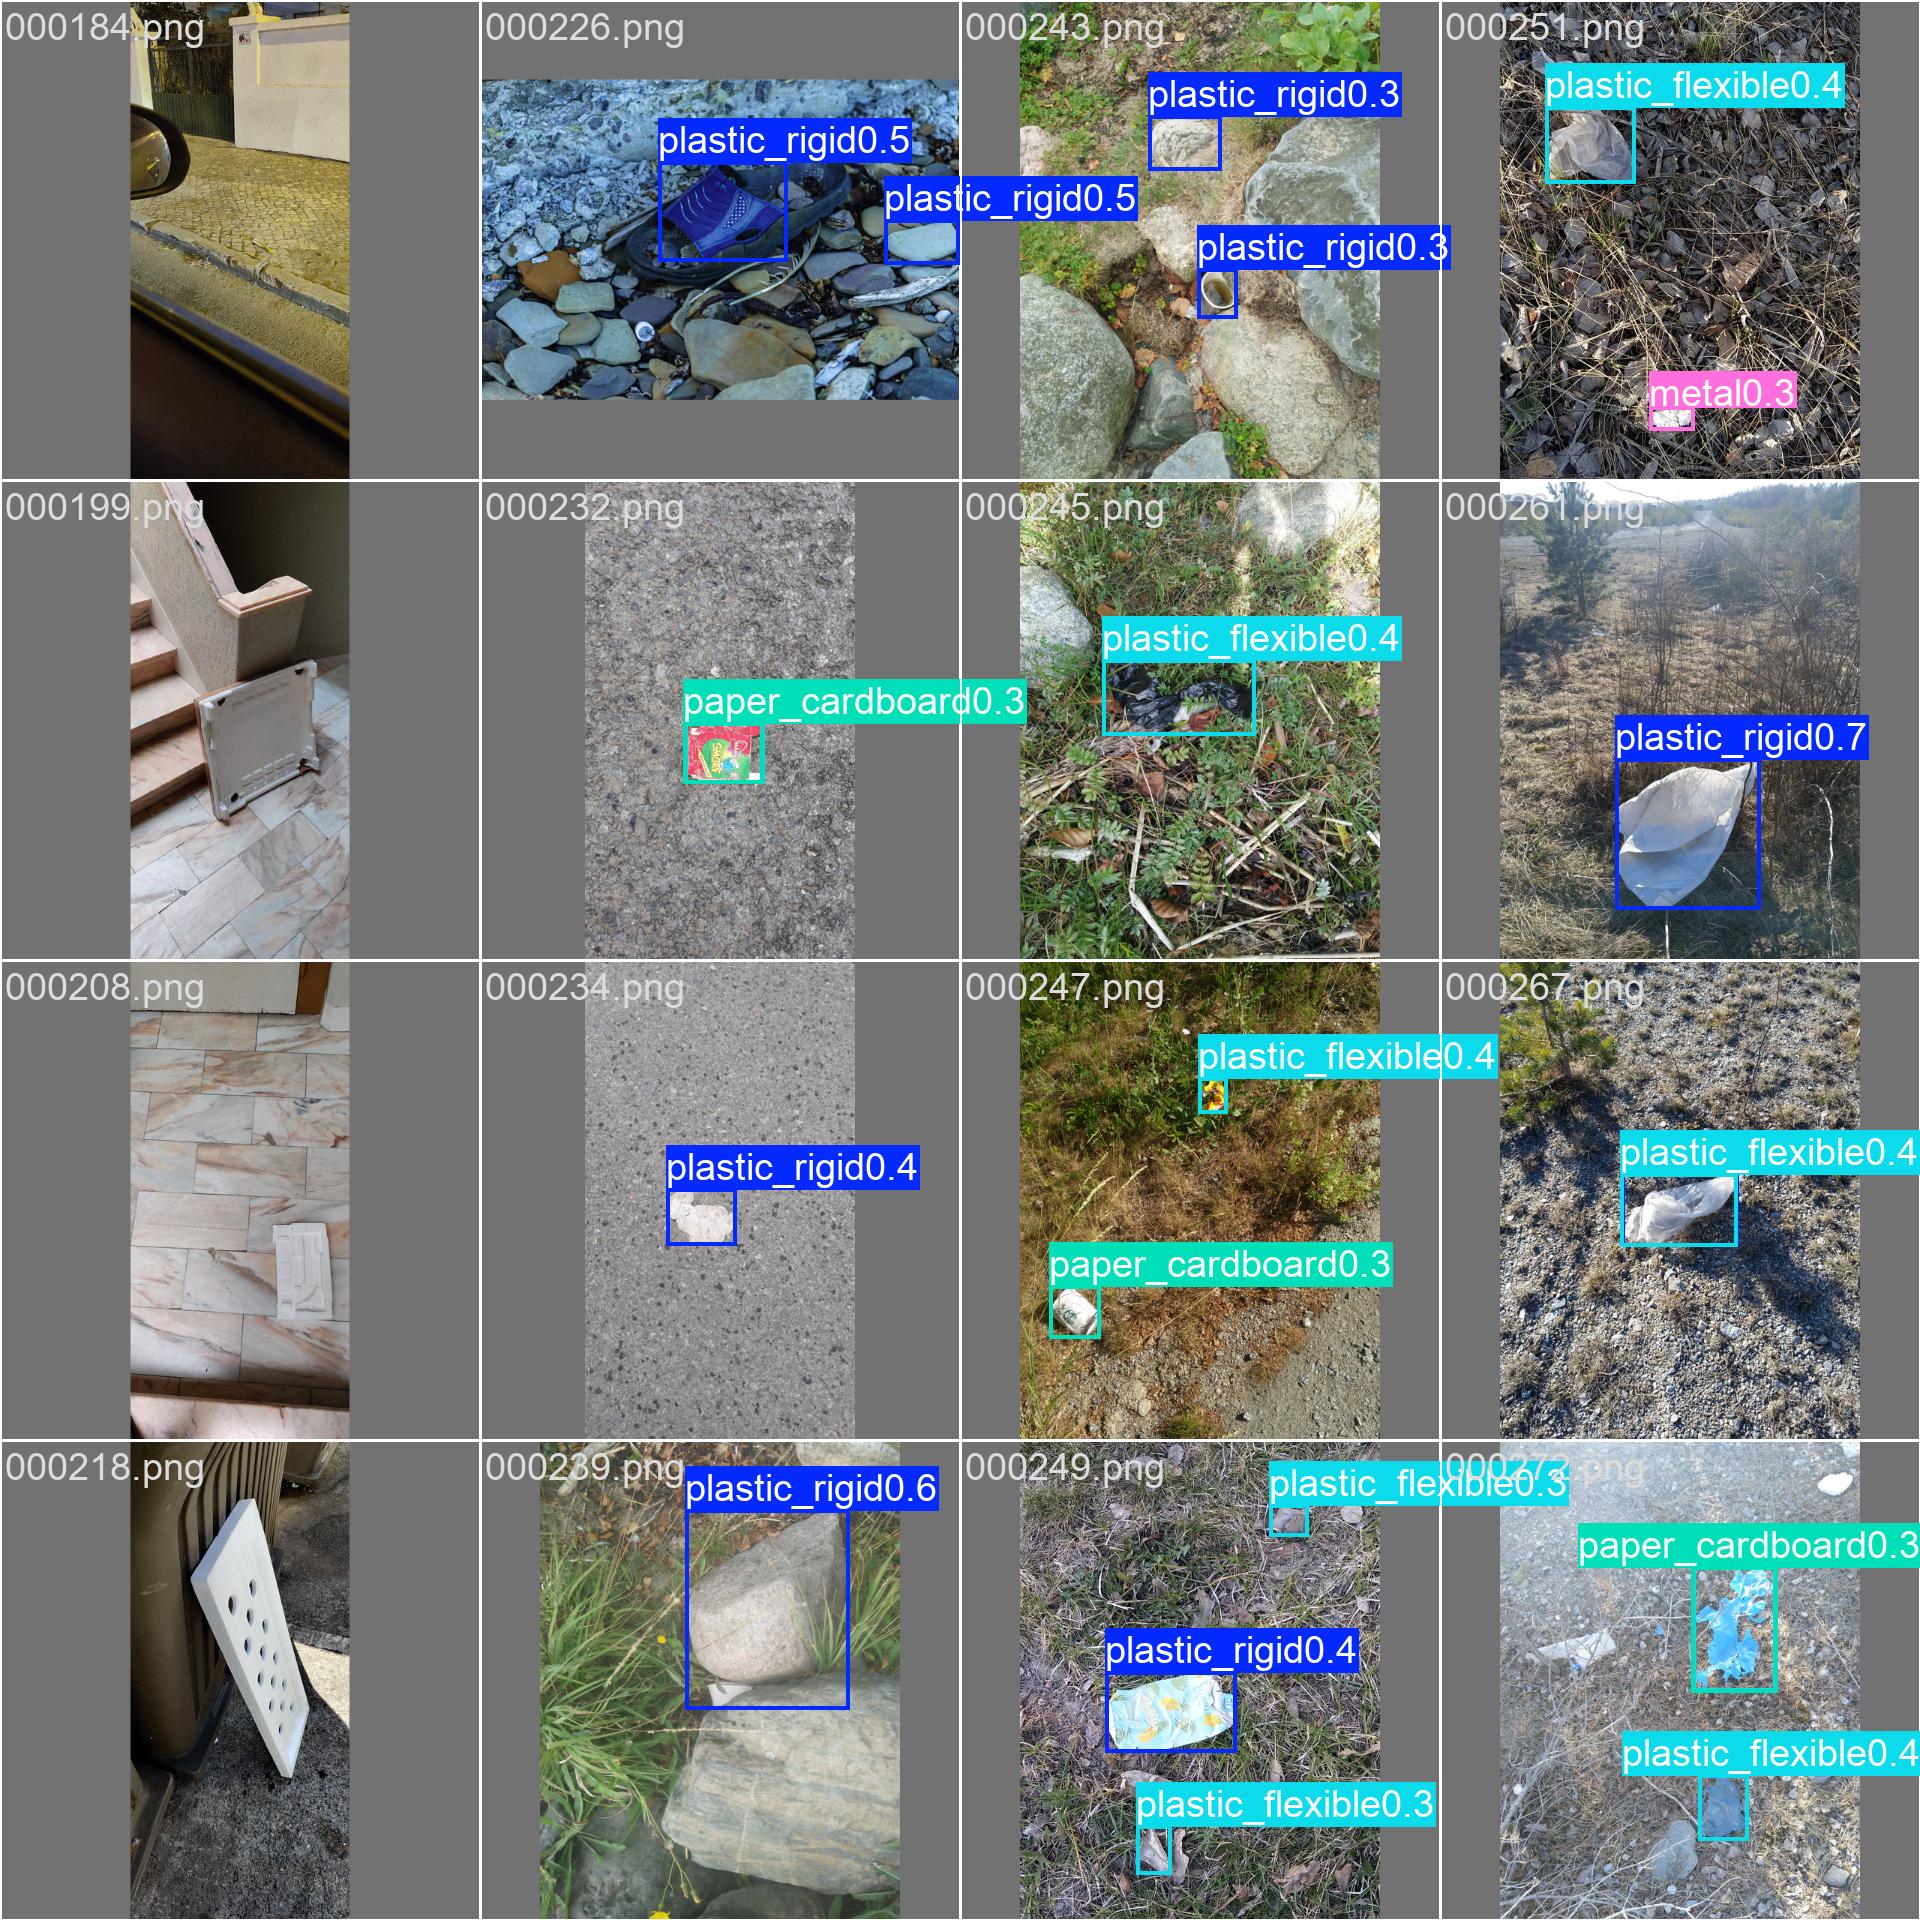 000184.png
000226.png
plastic_rigid0.5
plastic_rigid0.5
000243.png
plastic_rigid0.3
plastic_rigid0.3
000251.png
plastic_flexible0.4
metal0.3
000199.png
000232.png
paper_cardboard0.3
000245.png
plastic_flexible0.4
000261.png
plastic_rigid0.7
000208.png
000234.png
plastic_rigid0.4
000247.png
plastic_flexible0.4
paper_cardboard0.3
000267.png
plastic_flexible0.4
000218.png
000239.png
plastic_rigid0.6
000249.png
plastic_flexible0.3
plastic_rigid0.4
plastic_flexible0.3
000272.png
paper_cardboard0.3
plastic_flexible0.4